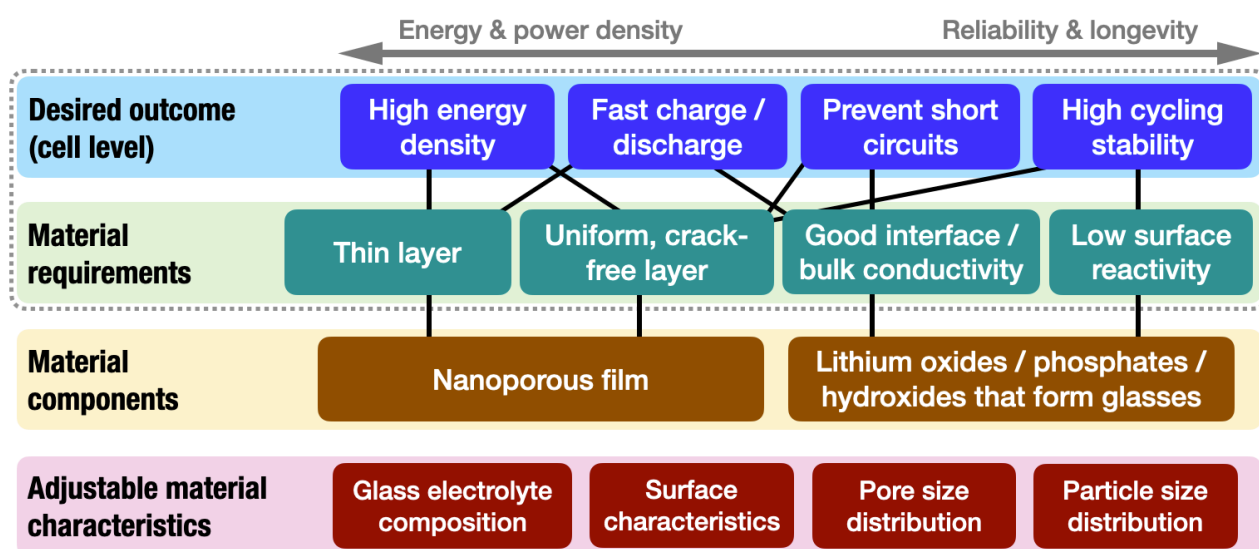 Energy & power density
Reliability & longevity
Desired outcome
(cell level)
High energy
density
Fast charge /
discharge
Prevent short
circuits
High cycling
stability
Material
requirements
Thin layer
Uniform, crack-
free layer
Good interface /
bulk conductivity
Low surface
reactivity
Material
components
Nanoporous film
Lithium oxides / phosphates /
hydroxides that form glasses
Adjustable material
characteristics
Glass electrolyte
composition
Surface
characteristics
Pore size
distribution
Particle size
distribution